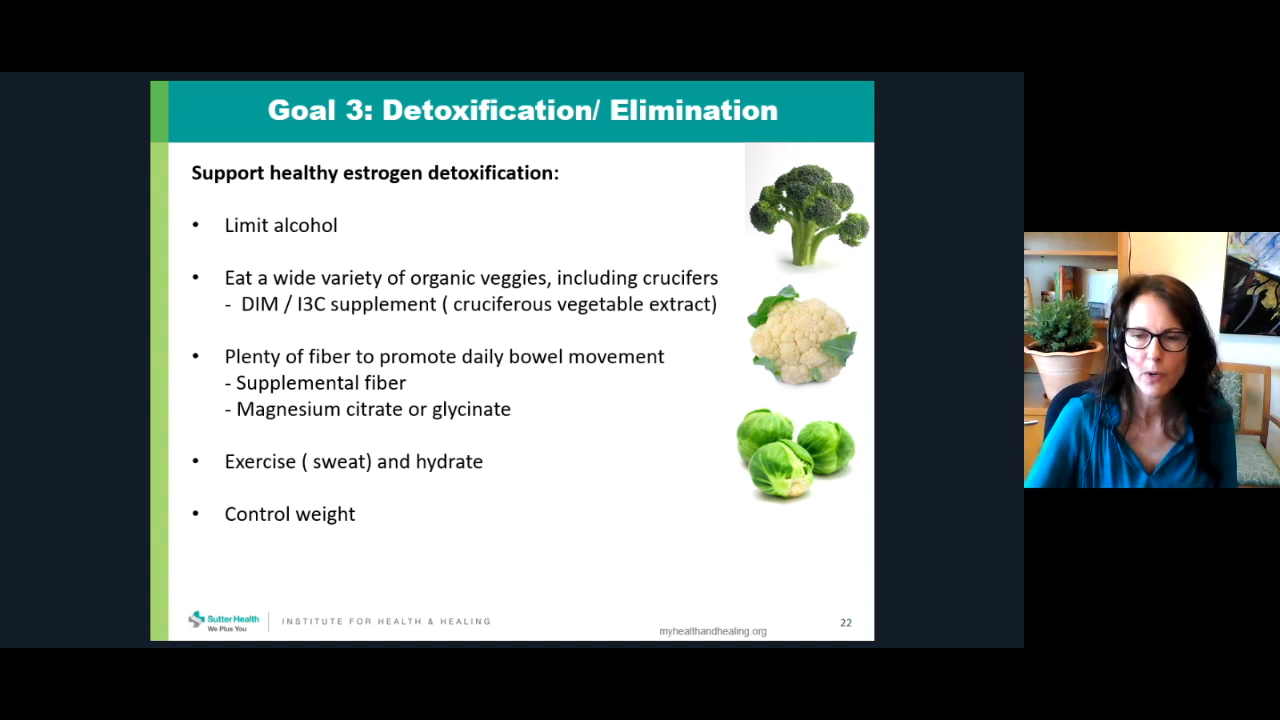 Goal 3: Detoxification/ Elimination
Support healthy estrogen detoxification:
• Limit alcohol
• Eat a wide variety of organic veggies, including crucifers
- DIM / I3C supplement ( cruciferous vegetable extract)
• Plenty of fiber to promote daily bowel movement
- Supplemental fiber
- Magnesium citrate or glycinate
• Exercise ( sweat) and hydrate
• Control weight
Sutter Health
We Plus You
INSTITUTE FOR HEALTH & HEALING
myhealthandhealing.org
22